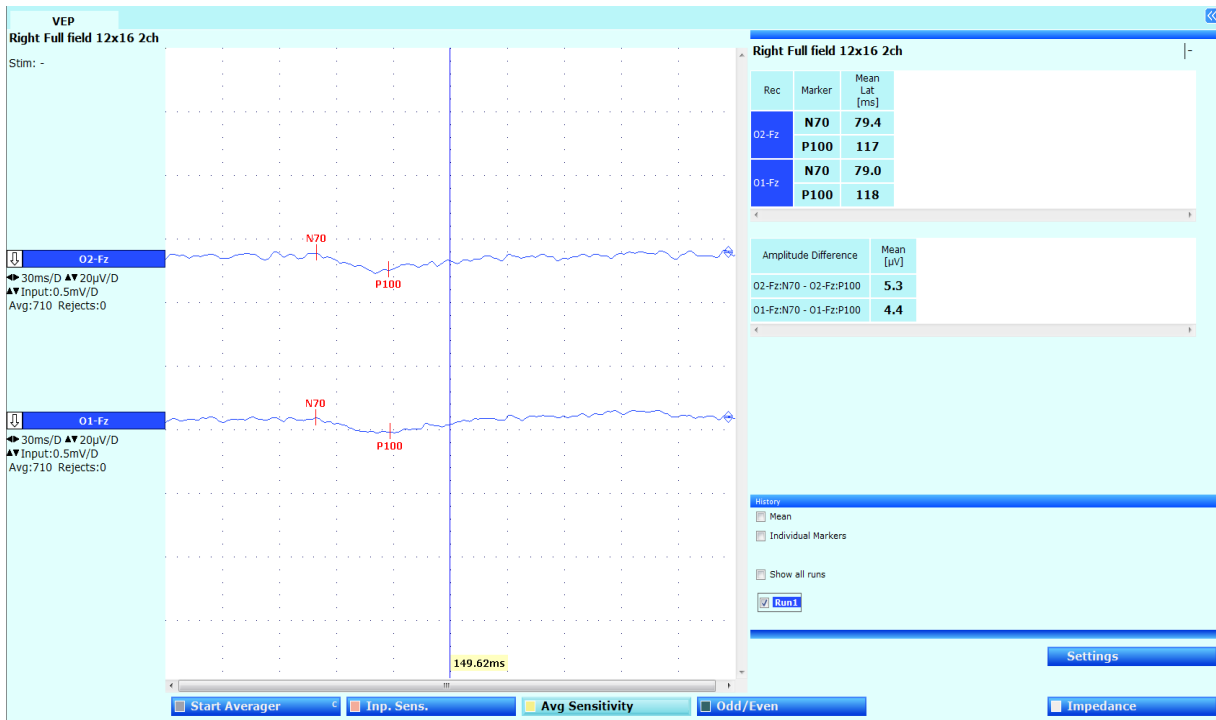 VEP
Right Full field 12x16 2ch
Stim: -
O2-Fz
30ms/D 20µV/D
Input:0.5mV/D
Avg:710 Rejects:0
N70
P100
O1-Fz
30ms/D 20µV/D
Input:0.5mV/D
Avg:710 Rejects:0
N70
P100
149.62ms
Start Averager C
Inp. Sens.
Avg Sensitivity
Odd/Even
Right Full field 12x16 2ch
Rec Marker Mean Lat [ms]
O2-Fz N70 79.4
P100 117
O1-Fz N70 79.0
P100 118
Amplitude Difference Mean [µV]
O2-Fz:N70 - O2-Fz:P100 5.3
O1-Fz:N70 - O1-Fz:P100 4.4
History
Mean
Individual Markers
Show all runs
Run1
Settings
Impedance